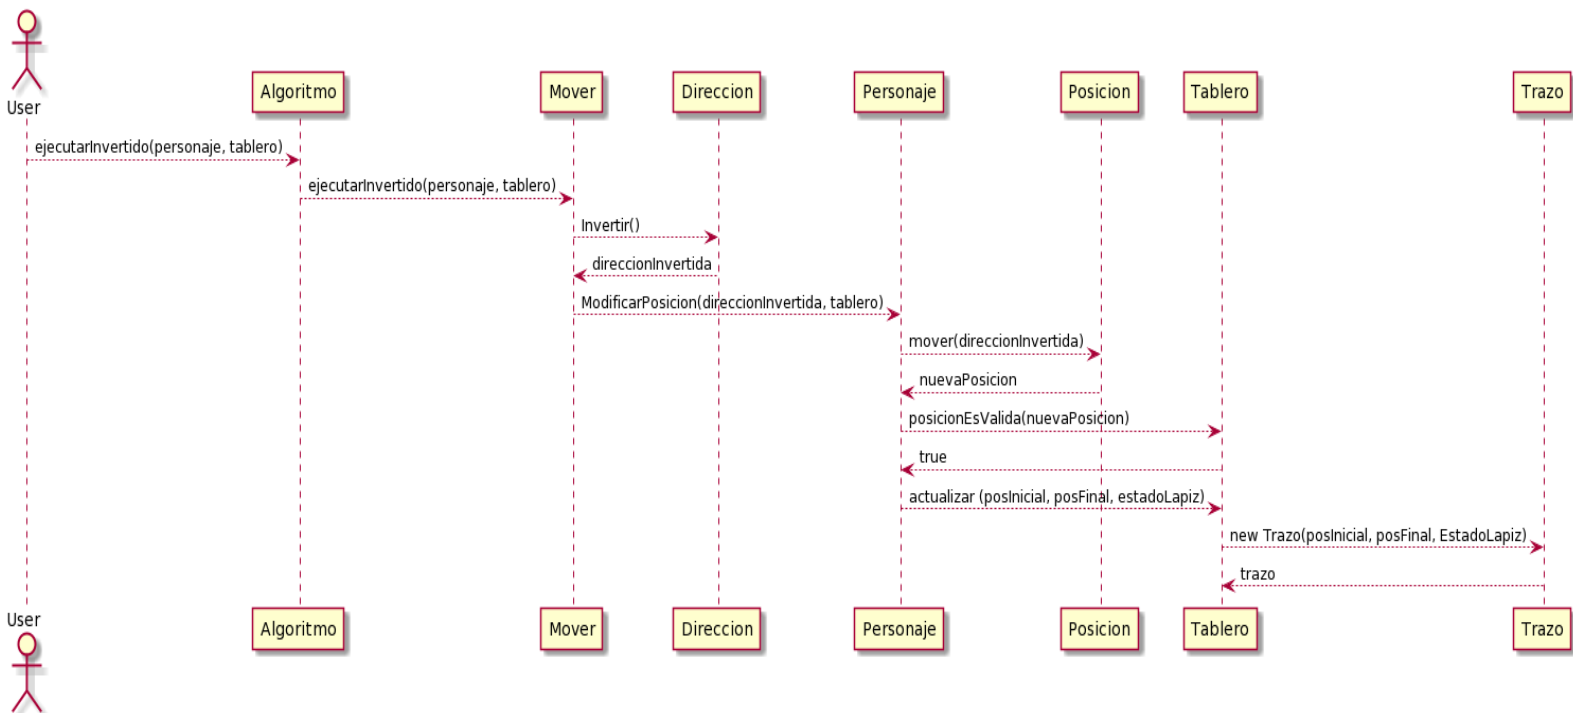 User
Algoritmo
Mover
Direccion
Personaje
Posicion
Tablero
Trazo
ejecutarInvertido(personaje, tablero)
ejecutarInvertido(personaje, tablero)
Invertir()
direccionInvertida
ModificarPosicion(direccionInvertida, tablero)
mover(direccionInvertida)
nuevaPosicion
posicionEsValida(nuevaPosicion)
true
actualizar (posInicial, posFinal, estadoLapiz)
new Trazo(posInicial, posFinal, EstadoLapiz)
trazo
User
Algoritmo
Mover
Direccion
Personaje
Posicion
Tablero
Trazo